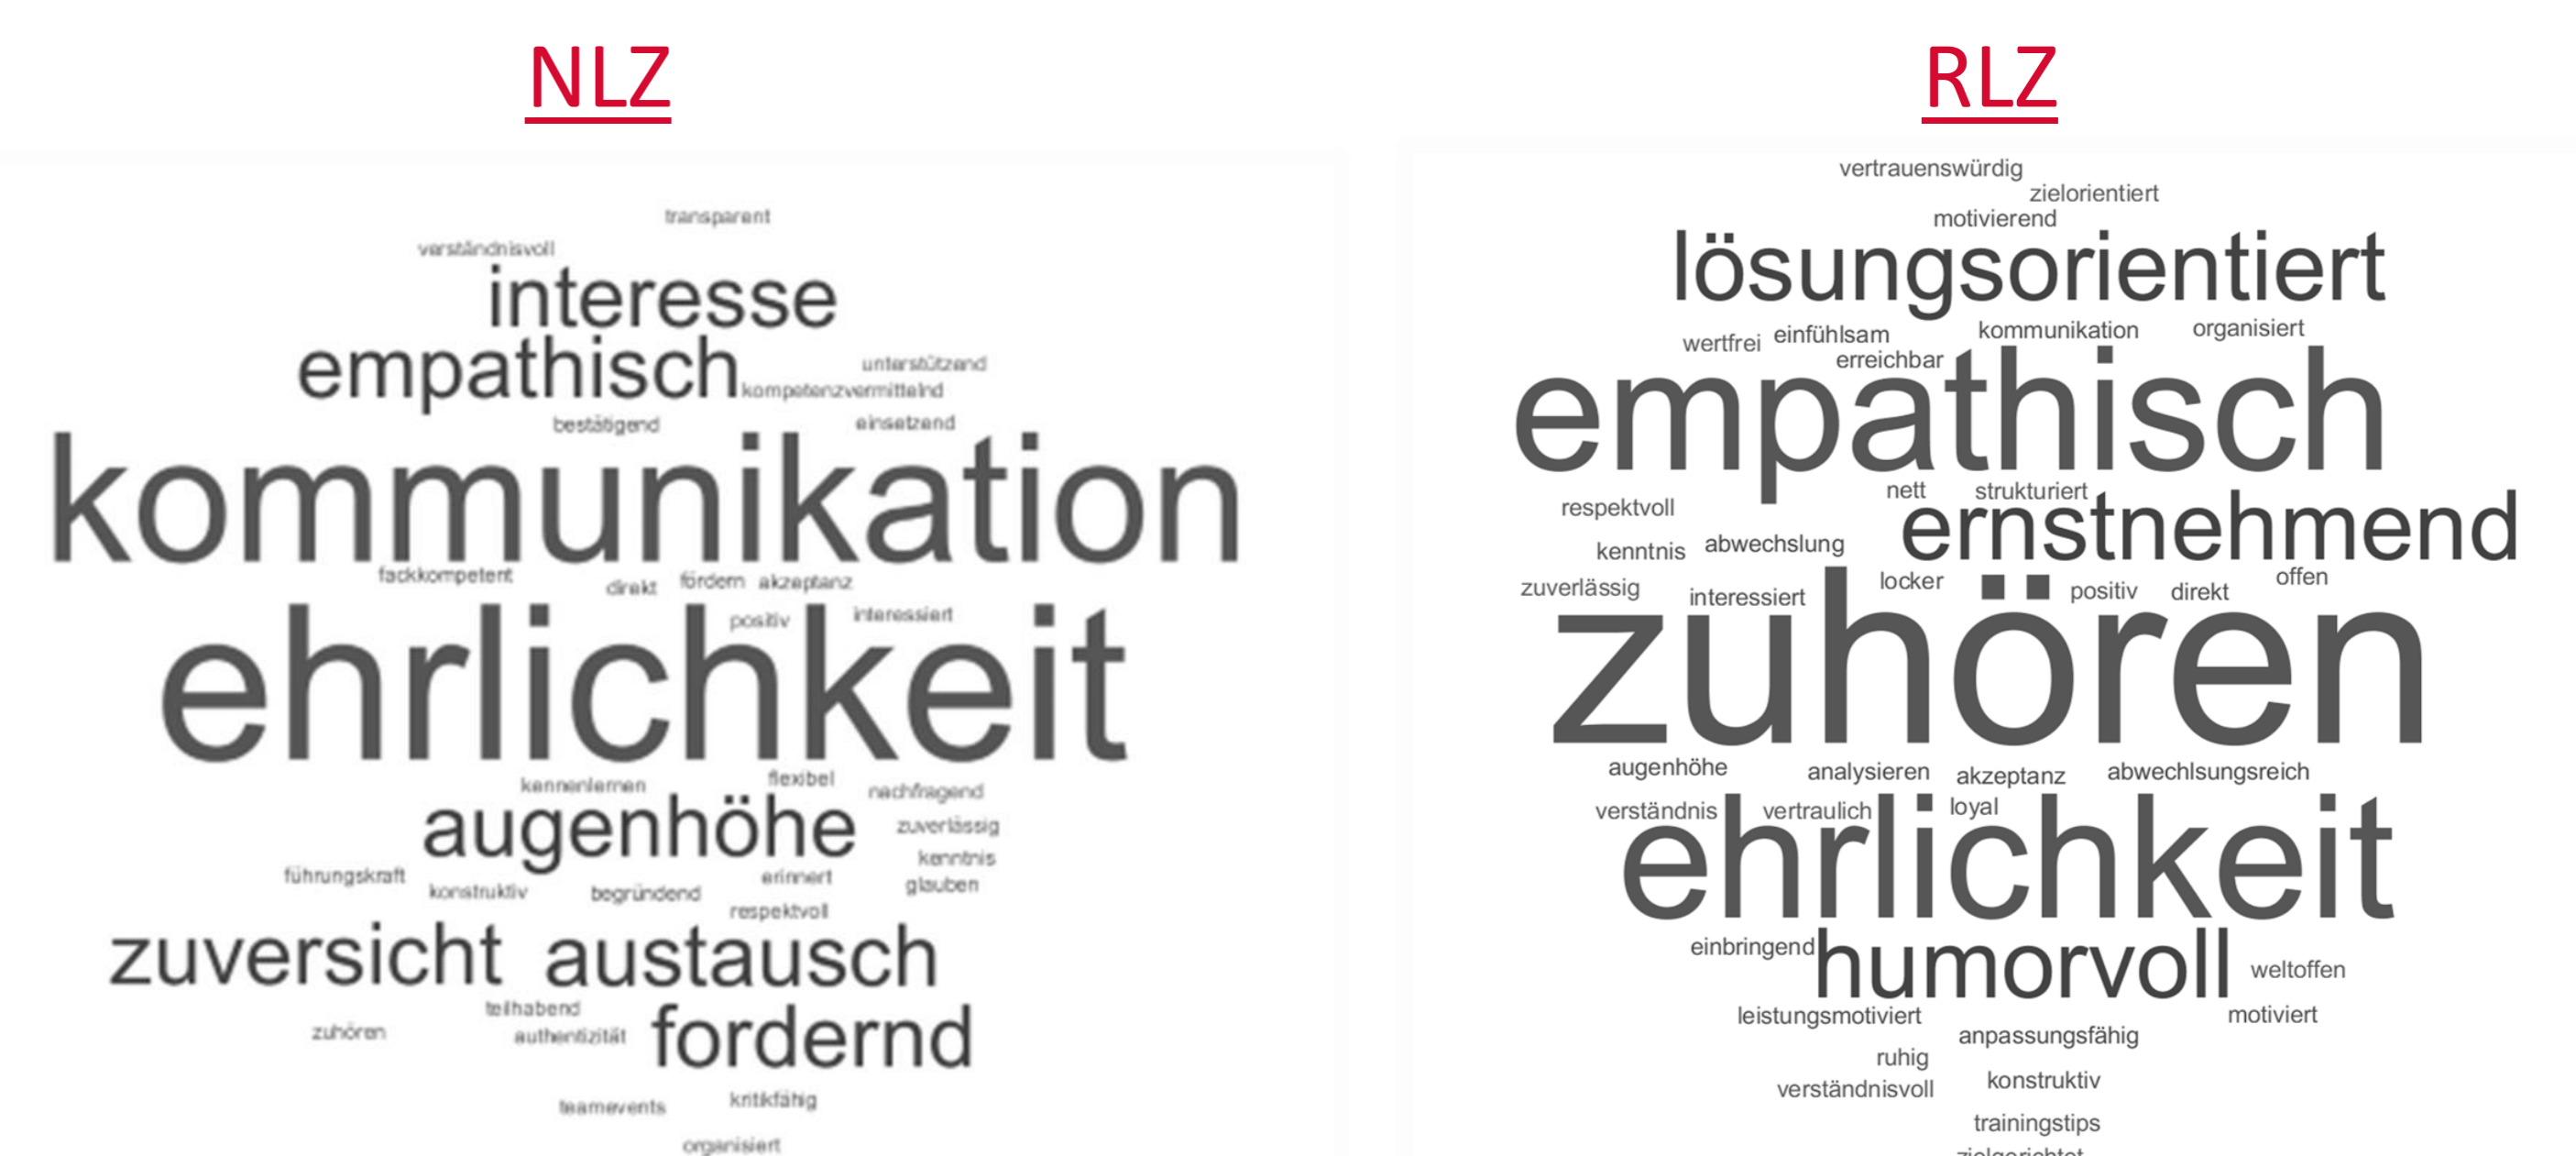 NLZ
transparent
verständnisvoll
interesse
empathisch
unterstützend
kompetenzvermittelnd
bestätigend
einsetzend
kommunikation
fackkompetent
direkt
fördern
akzeptanz
ehrlichkeit
positiv
interessiert
kennenlernen
flexibel
nachfragend
augenhöhe
zuverlässig
kenntnis
führungskraft
erinnert
glauben
konstruktiv
begründend
respektvoll
zuversicht
austausch
teilhabend
zuhören
authentizität
fordernd
teamevents
kritikfähig
organisiert
RLZ
vertrauenswürdig
zielorientiert
motivierend
lösungsorientiert
wertfrei
einfühlsam
kommunikation
organisiert
erreichbar
empathisch
nett
strukturiert
respektvoll
ernstnehmend
kenntnis
abwechslung
zuverlässig
interessiert
locker
positiv
direkt
offen
zuhören
augenhöhe
analysieren
akzeptanz
abwechlsungsreich
verständnis
vertraulich
loyal
ehrlichkeit
einbringend
humorvoll
weltoffen
leistungsmotiviert
motiviert
anpassungsfähig
ruhig
konstruktiv
verständnisvoll
trainingstips